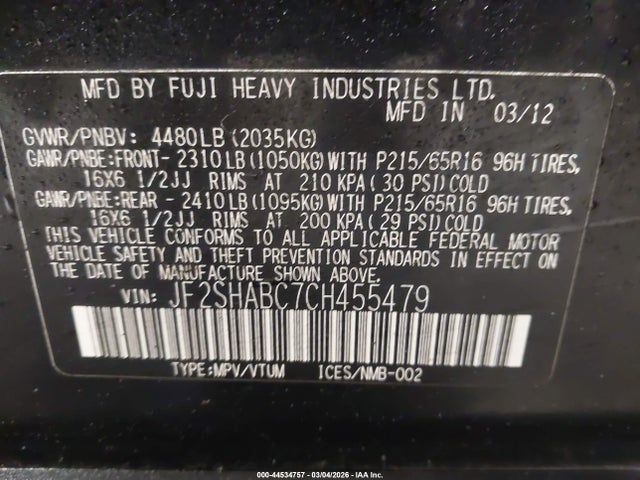 MFD BY FUJI HEAVY INDUSTRIES LTD.
MFD IN 03/12
GVWR/PNBV: 4480LB(2035KG)
GAWR/PNBE:FRONT-2310LB(1050KG)WITH P215/65R16 96H TIRES,
16X6 1/2JJ RIMS AT 210 KPA(30 PSI)COLD
GAWR/PNBE:REAR -2410LB(1095KG)WITH P215/65R16 96H TIRES,
16X6 1/2JJ RIMS AT 200 KPA(29 PSI)COLD
THIS VEHICLE CONFORMS TO ALL APPLICABLE FEDERAL MOTOR
VEHICLE SAFETY AND THEFT PREVENTION STANDARDS IN EFFECT ON
THE DATE OF MANUFACTURE SHOWN ABOVE.
VIN: JF2SHABC7CH455479
TYPE:MPV/VTUM ICES/NMB-002
000-44534757 - 03/04/2026 - IAA Inc.